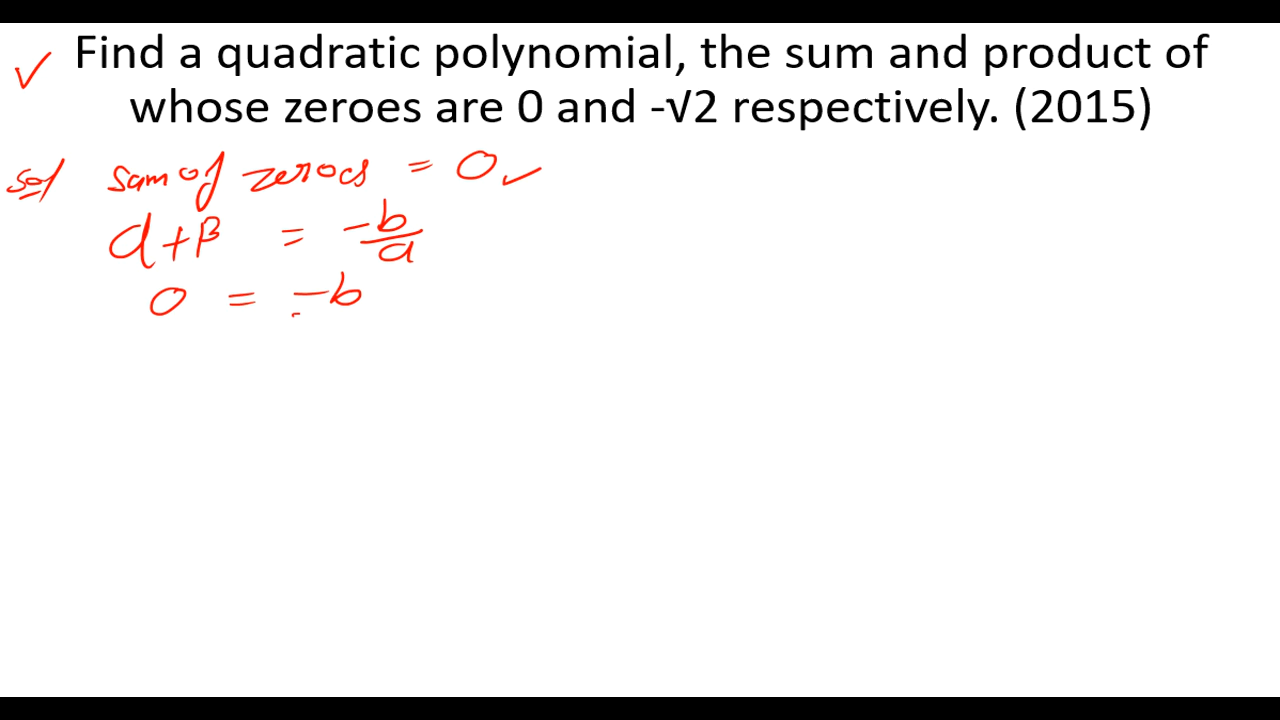 Find a quadratic polynomial, the sum and product of
whose zeroes are 0 and -√2 respectively. (2015)
Sol Sum of zeroes = 0
α+β = -b/a
0 = -b